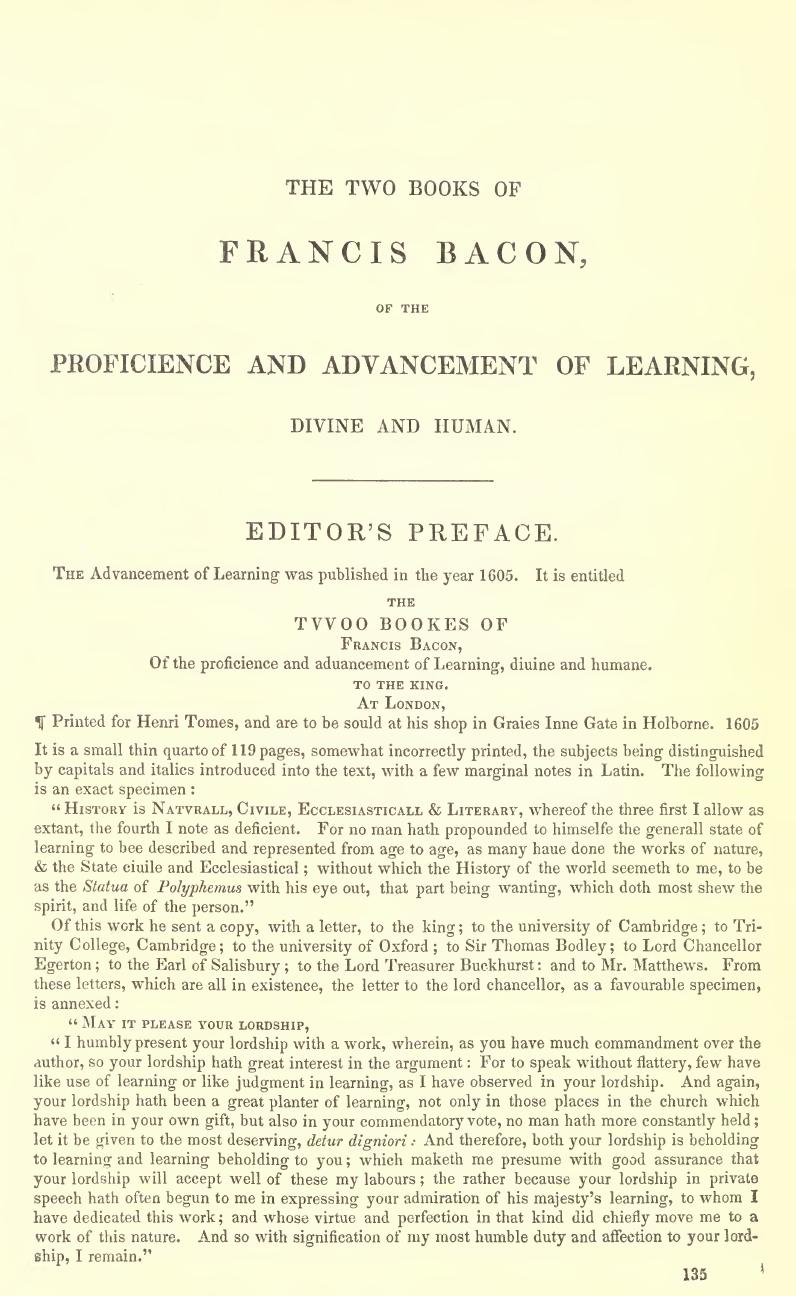 THE TWO BOOKS OF
FRANCIS BACON,
OF THE
PROFICIENCE AND ADVANCEMENT OF LEARNING,
DIVINE AND HUMAN.
EDITOR'S PREFACE.
THE Advancement of Learning was published in the year 1605. It is entitled
THE
TVVOO BOOKES OF
FRANCIS BACON,
Of the proficience and aduancement of Learning, diuine and humane.
TO THE KING.
AT LONDON,
¶ Printed for Henri Tomes, and are to be sould at his shop in Graies Inne Gate in Holborne. 1605
It is a small thin quarto of 119 pages, somewhat incorrectly printed, the subjects being distinguished
by capitals and italics introduced into the text, with a few marginal notes in Latin. The following
is an exact specimen :
"HISTORY is NATVRALL, CIVILE, ECCLESIASTICALL & LITERARY, whereof the three first I allow as
extant, the fourth I note as deficient. For no man hath propounded to himselfe the generall state of
learning to bee described and represented from age to age, as many haue done the works of nature,
& the State ciuile and Ecclesiastical ; without which the History of the world seemeth to me, to be
as the Statua of Polyphemus with his eye out, that part being wanting, which doth most shew the
spirit, and life of the person."
Of this work he sent a copy, with a letter, to the king ; to the university of Cambridge ; to Tri-
nity College, Cambridge ; to the university of Oxford ; to Sir Thomas Bodley ; to Lord Chancellor
Egerton ; to the Earl of Salisbury ; to the Lord Treasurer Buckhurst : and to Mr. Matthews. From
these letters, which are all in existence, the letter to the lord chancellor, as a favourable specimen,
is annexed :
"MAY IT PLEASE YOUR LORDSHIP,
"I humbly present your lordship with a work, wherein, as you have much commandment over the
author, so your lordship hath great interest in the argument : For to speak without flattery, few have
like use of learning or like judgment in learning, as I have observed in your lordship. And again,
your lordship hath been a great planter of learning, not only in those places in the church which
have been in your own gift, but also in your commendatory vote, no man hath more constantly held ;
let it be given to the most deserving, detur digniori : And therefore, both your lordship is beholding
to learning and learning beholding to you ; which maketh me presume with good assurance that
your lordship will accept well of these my labours ; the rather because your lordship in private
speech hath often begun to me in expressing your admiration of his majesty's learning, to whom I
have dedicated this work ; and whose virtue and perfection in that kind did chiefly move me to a
work of this nature. And so with signification of my most humble duty and affection to your lord-
ship, I remain."
135